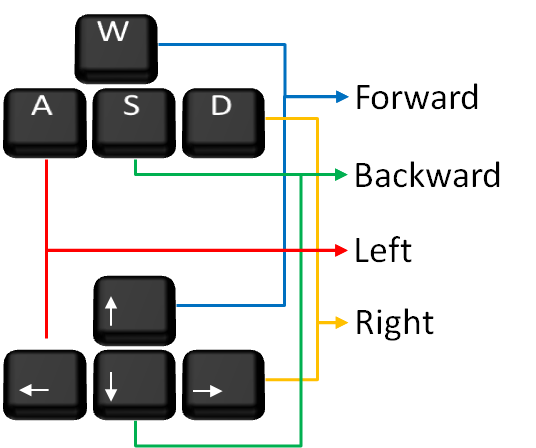 W
A S D
Forward
Backward
Left
Right
↑
← ↓ →